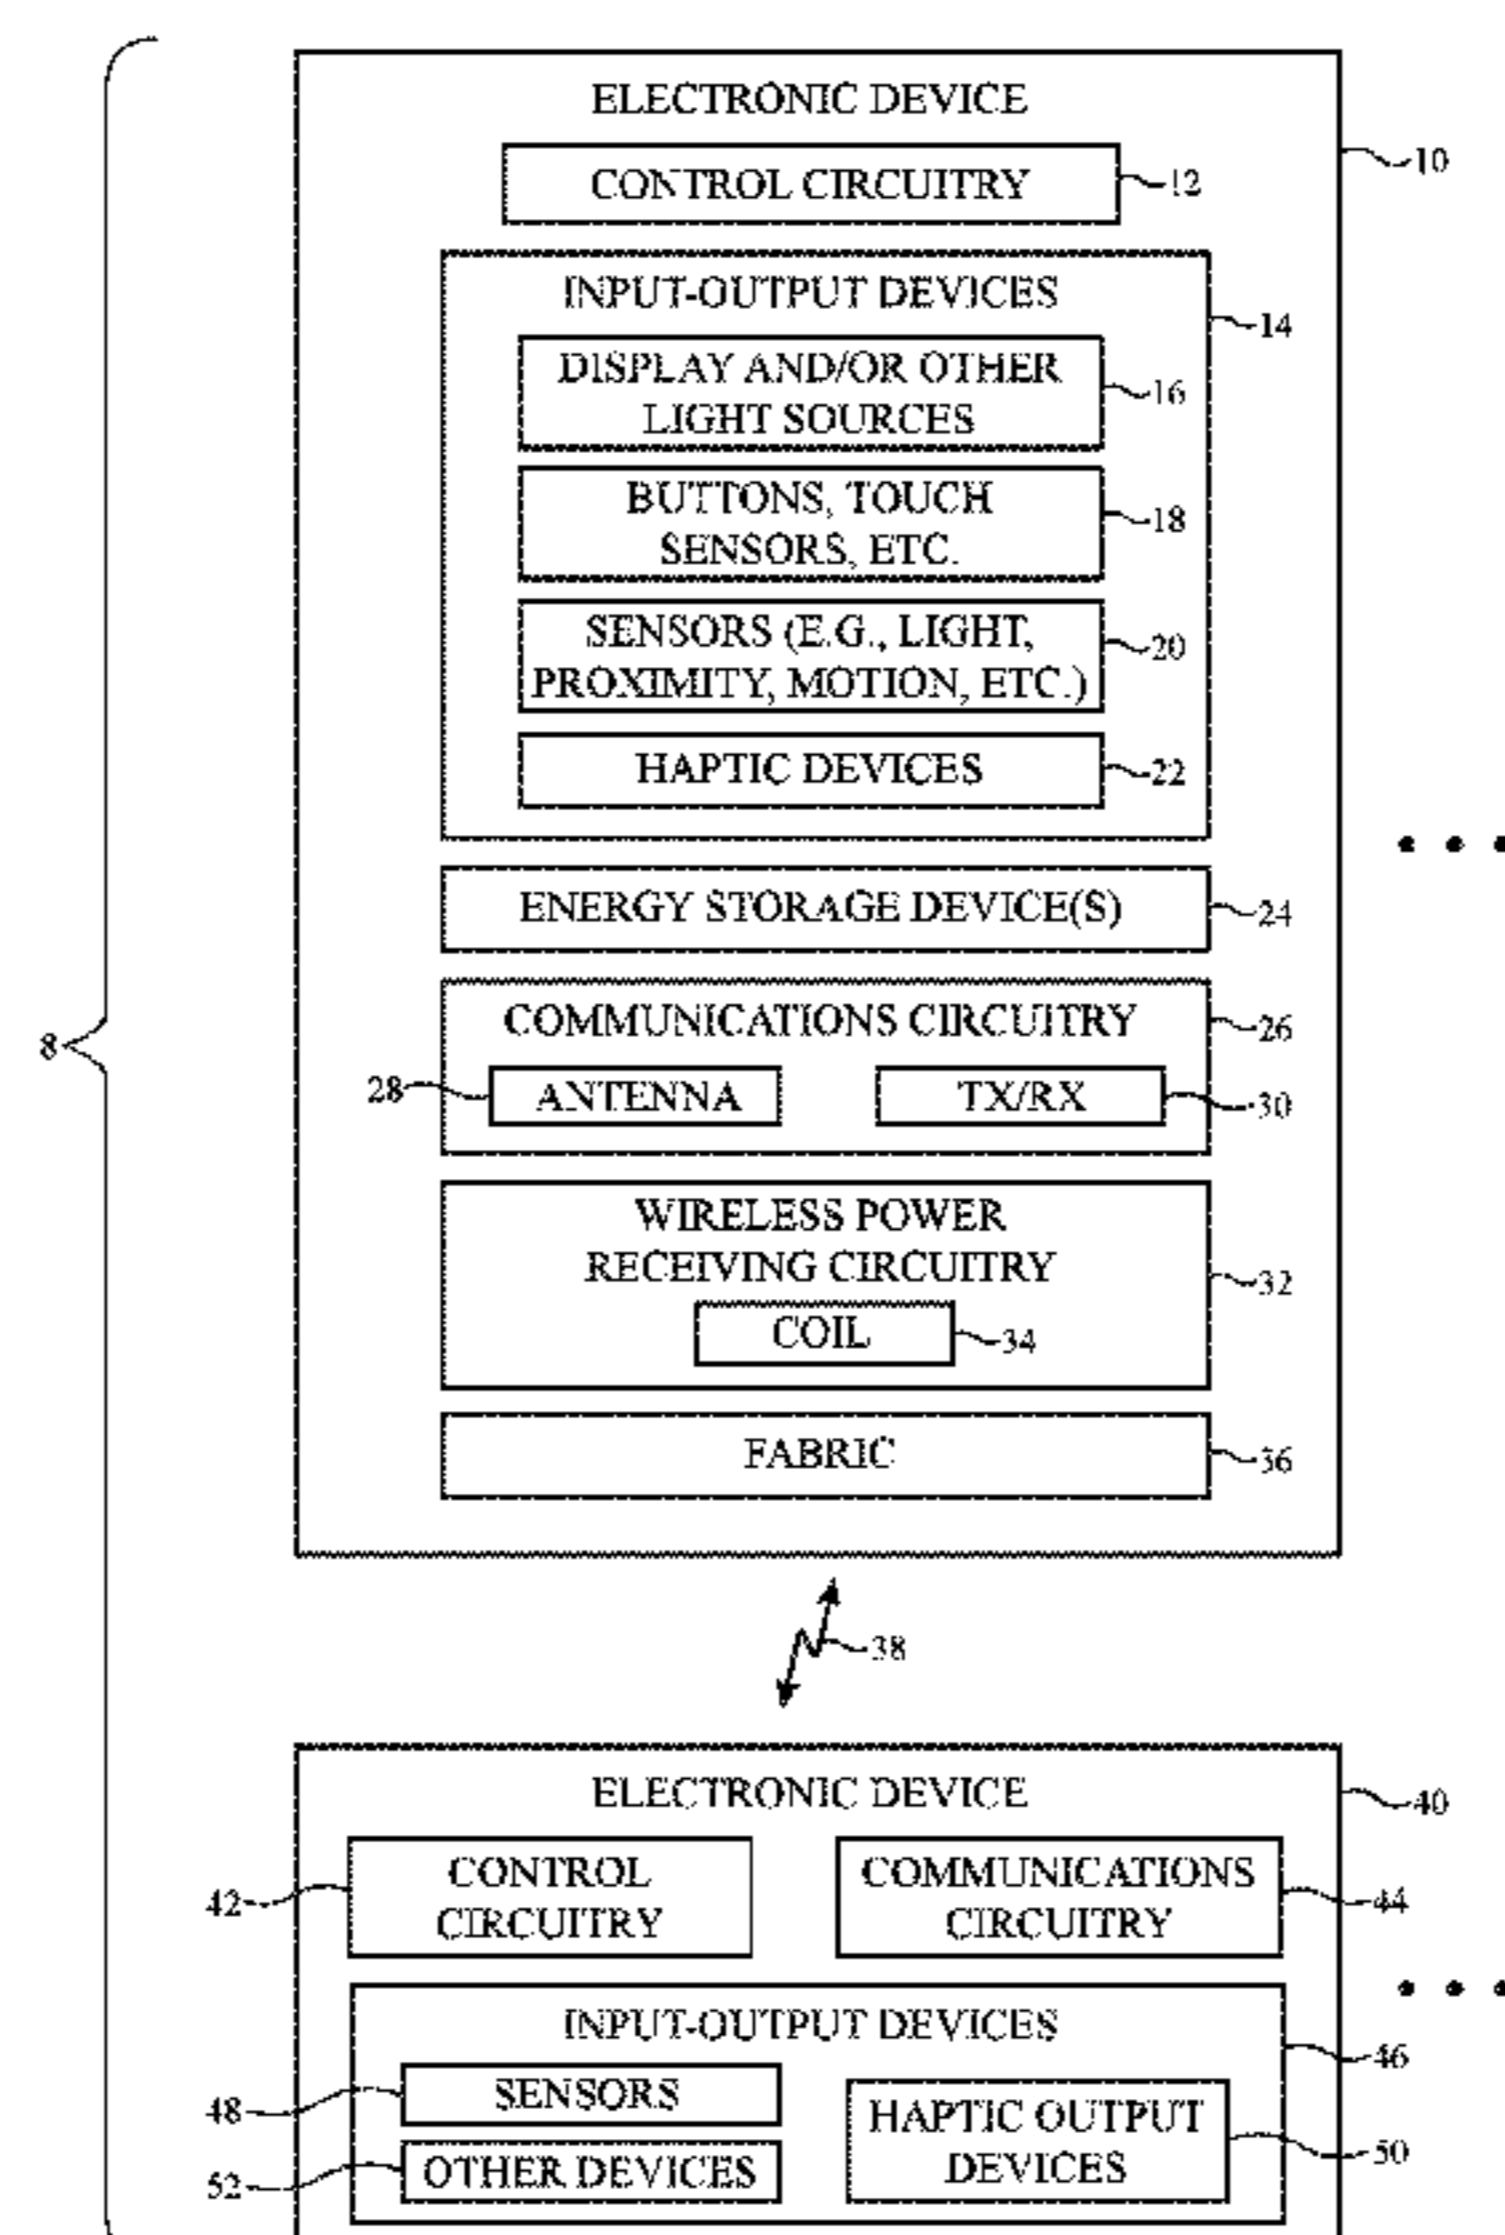 ELECTRONIC DEVICE
10
CONTROL CIRCUITRY
12
INPUT-OUTPUT DEVICES
14
DISPLAY AND/OR OTHER
LIGHT SOURCES
16
BUTTONS, TOUCH
SENSORS, ETC.
18
SENSORS (E.G., LIGHT,
PROXIMITY, MOTION, ETC.)
20
HAPTIC DEVICES
22
ENERGY STORAGE DEVICE(S)
24
COMMUNICATIONS CIRCUITRY
26
8
28
ANTENNA
TX/RX
30
WIRELESS POWER
RECEIVING CIRCUITRY
32
COIL
34
FABRIC
36
38
ELECTRONIC DEVICE
40
42
CONTROL
CIRCUITRY
COMMUNICATIONS
CIRCUITRY
44
INPUT-OUTPUT DEVICES
46
48
SENSORS
52
OTHER DEVICES
HAPTIC OUTPUT
DEVICES
50